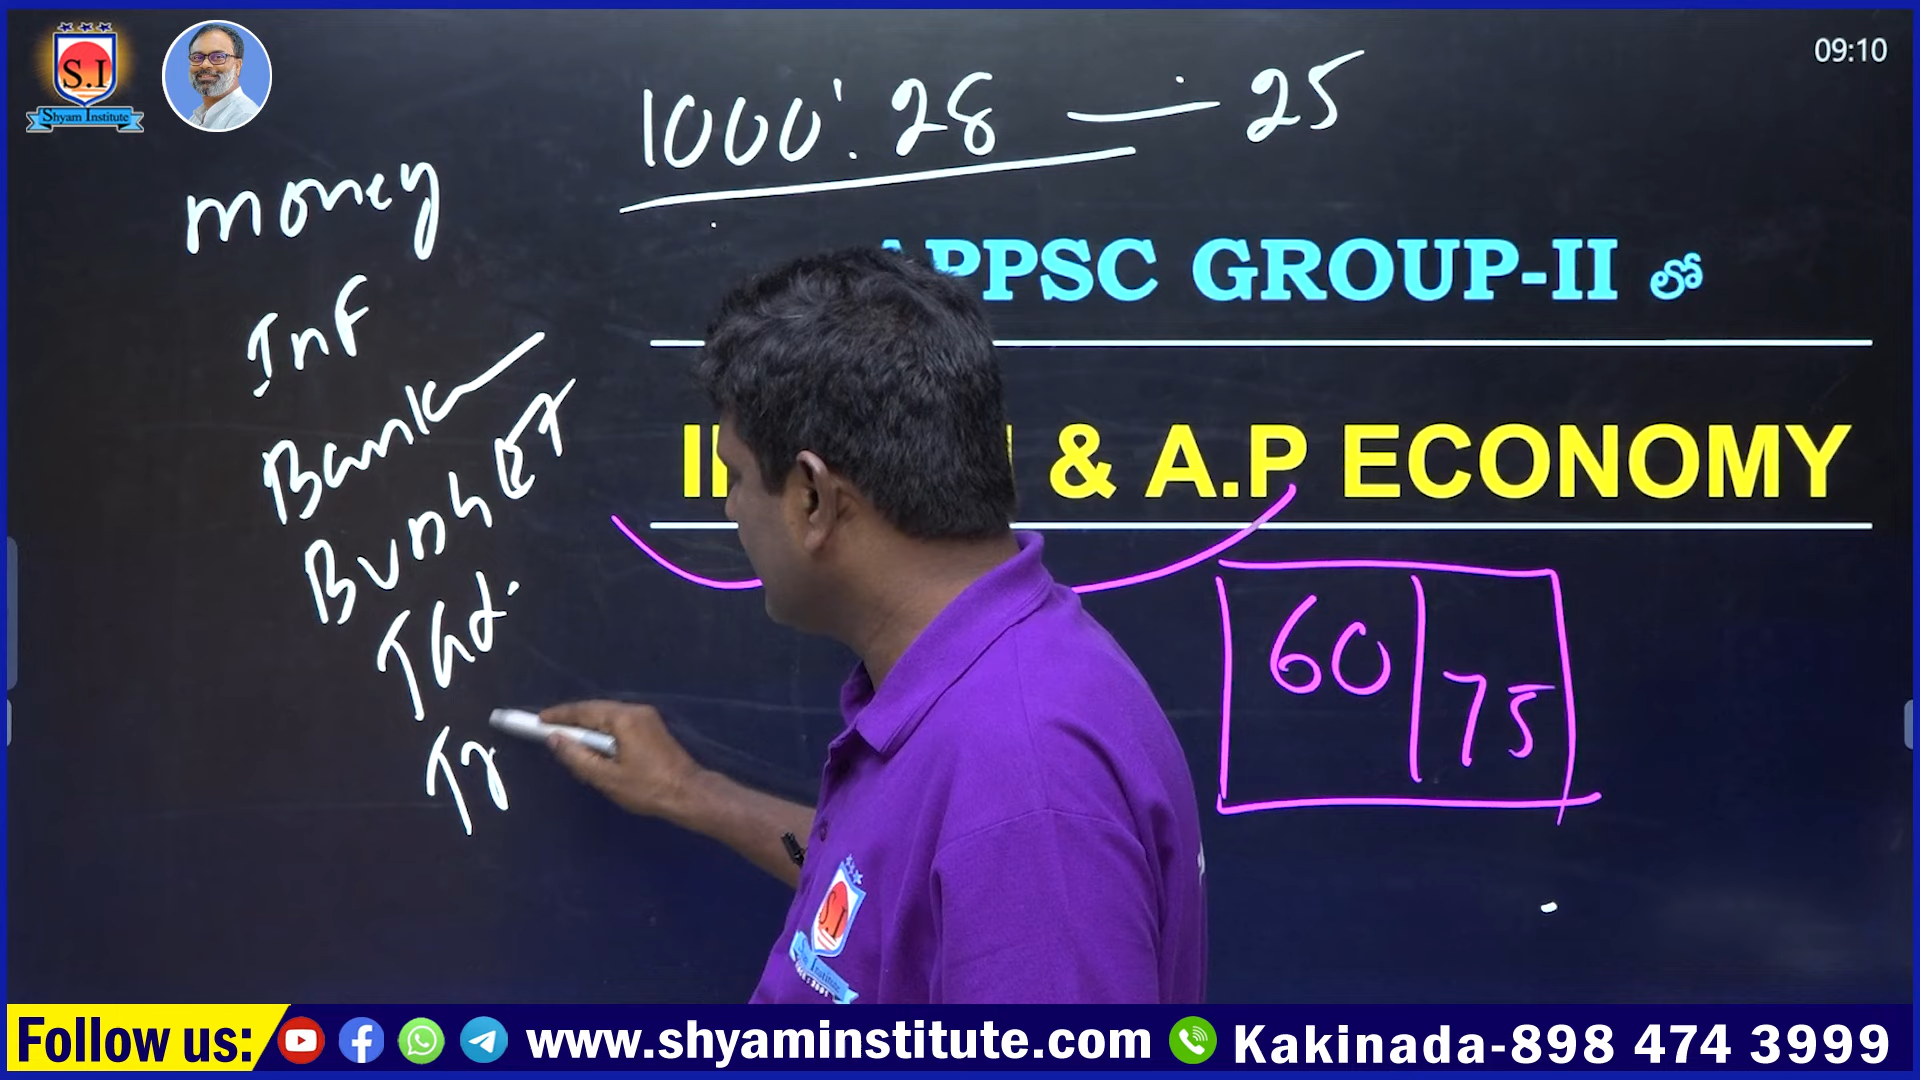 S.I
Shyam Institute
09:10
1000: 28 — 25
money
Inf
Bank
BUDGET
APPSC GROUP-II లో
& A.P ECONOMY
60 75
S.I
Follow us: www.shyaminstitute.com Kakinada-898 474 3999